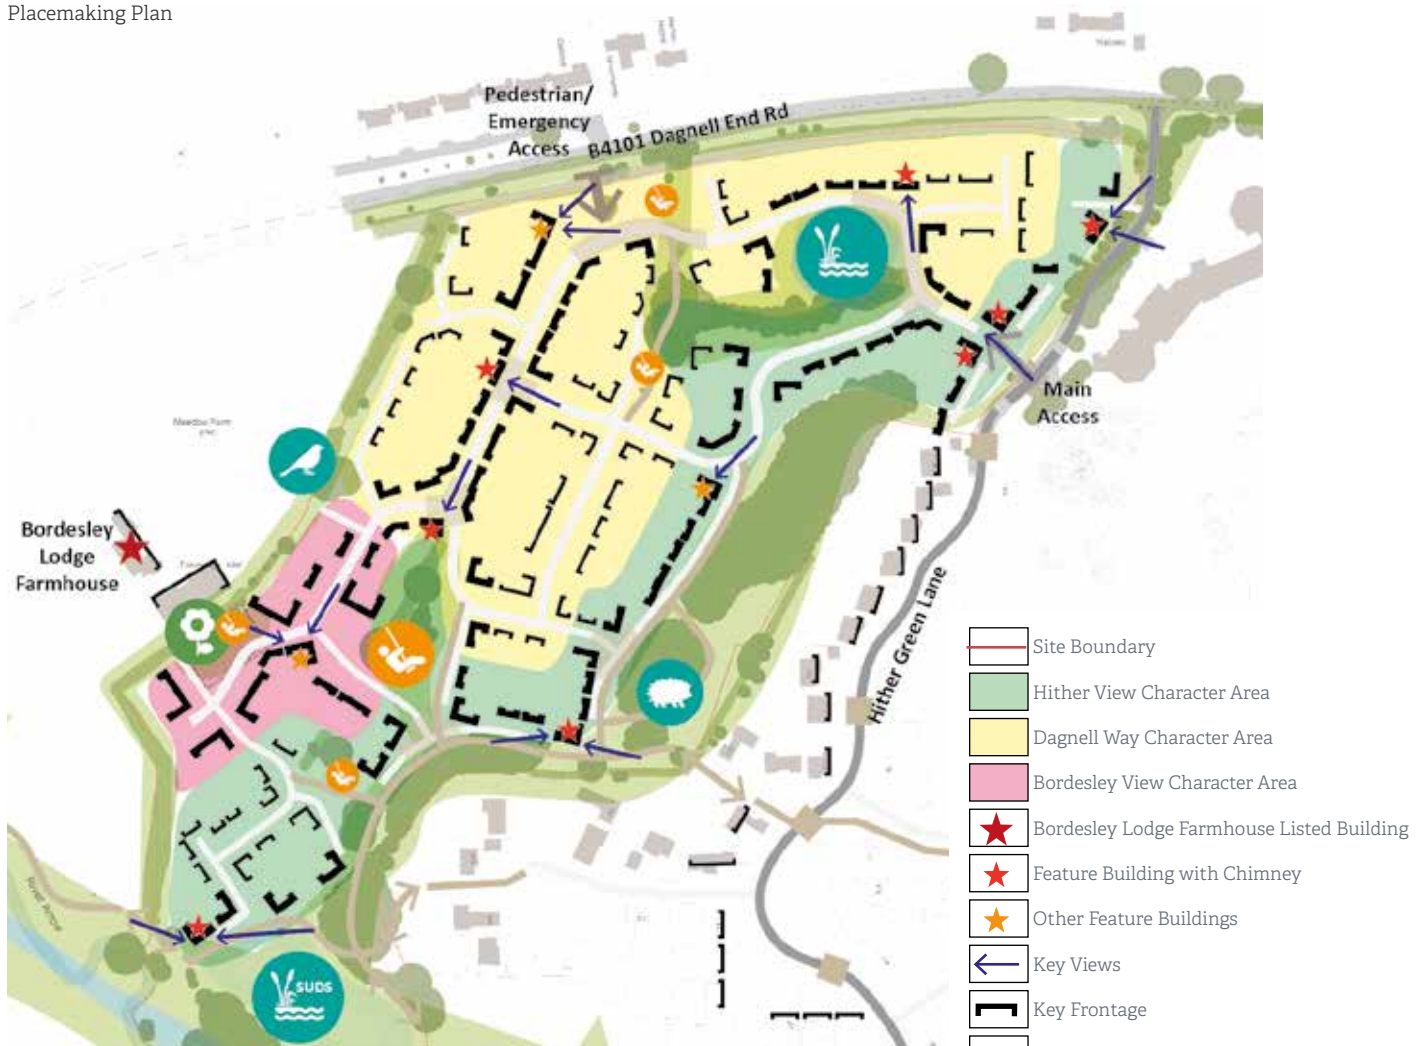 Placemaking Plan
Pedestrian/
Emergency
Access
B4101 Dagnell End Rd
Main
Access
Bordesley
Lodge
Farmhouse
Hither Green Lane
River Arrow
SUDS
Site Boundary
Hither View Character Area
Dagnell Way Character Area
Bordesley View Character Area
Bordesley Lodge Farmhouse Listed Building
Feature Building with Chimney
Other Feature Buildings
Key Views
Key Frontage